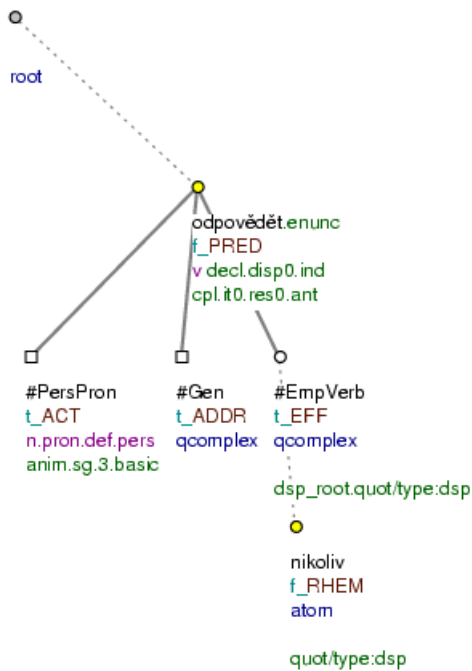 root
odpovědět.enunc
f_PRED
v decl.disp0.ind
cpl.it0.res0.ant
#PersPron #Gen #EmpVerb
t_ACT t_ADDR t_EFF
n.pron.def.pers qcomplex qcomplex
anim.sg.3.basic
dsp_root.quot/type:dsp
nikoliv
f_RHEM
atom
quot/type:dsp